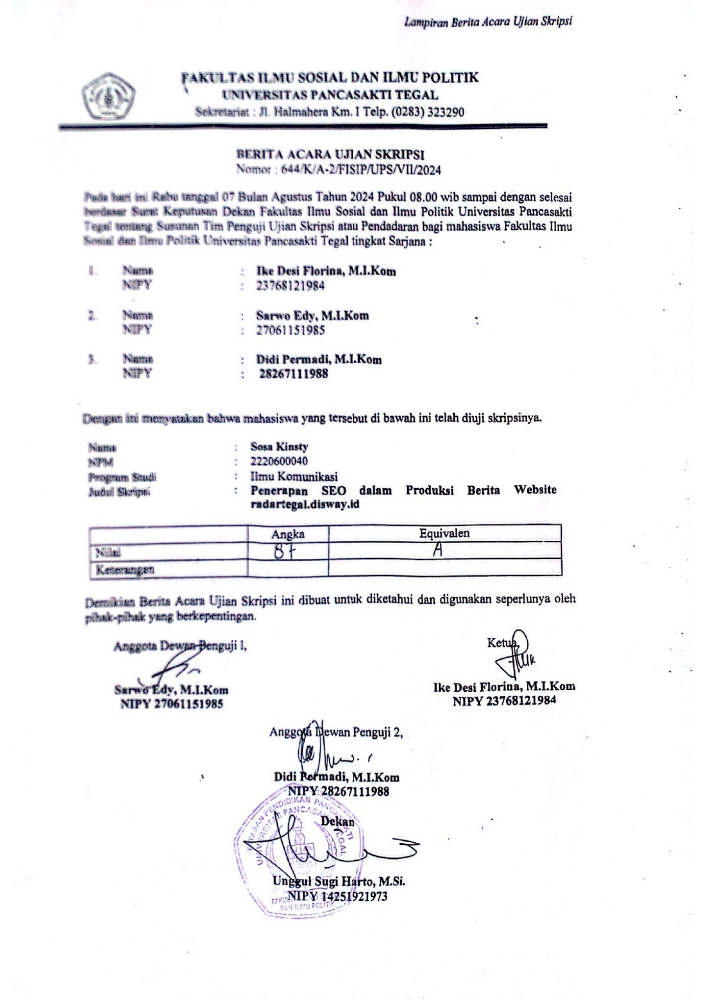 Lampiran Berita Acara Ujian Skripsi
FAKULTAS ILMU SOSIAL DAN ILMU POLITIK
UNIVERSITAS PANCASAKTI TEGAL
Sekretariat : Jl. Halmahera Km. I Telp. (0283) 323290
BERITA ACARA UJIAN SKRIPSI
Nomor : 644/K/A-2/FISIP/UPS/VII/2024
Pada hari ini Rabu tanggal 07 Bulan Agustus Tahun 2024 Pukul 08.00 wib sampai dengan selesai
berdasar Surat Keputusan Dekan Fakultas Ilmu Sosial dan Ilmu Politik Universitas Pancasakti
Tegal tentang Susunan Tim Penguji Ujian Skripsi atau Pendadaran bagi mahasiswa Fakultas Ilmu
Sosial dan Ilmu Politik Universitas Pancasakti Tegal tingkat Sarjana :
1. Nama : Ike Desi Florina, M.I.Kom
NIPY : 23768121984
2. Nama : Sarwo Edy, M.I.Kom
NIPY : 27061151985
3. Nama : Didi Permadi, M.I.Kom
NIPY : 28267111988
Dengan ini menyatakan bahwa mahasiswa yang tersebut di bawah ini telah diuji skripsinya.
Nama : Sosa Kinsty
NPM : 2220600040
Program Studi : Ilmu Komunikasi
Judul Skripsi : Penerapan SEO dalam Produksi Berita Website
radartegal.disway.id
Angka Equivalen
Nilai 87 A
Keterangan
Demikian Berita Acara Ujian Skripsi ini dibuat untuk diketahui dan digunakan seperlunya oleh
pihak-pihak yang berkepentingan.
Anggota Dewan Penguji 1,
Sarwo Edy, M.I.Kom
NIPY 27061151985
Ketua,
Ike Desi Florina, M.I.Kom
NIPY 23768121984
Anggota Dewan Penguji 2,
Didi Permadi, M.I.Kom
NIPY 28267111988
YAYASAN PENDIDIKAN PANCASAKTI
UNIVERSITAS PANCASAKTI TEGAL
Dekan
Unggul Sugi Harto, M.Si.
NIPY 14251921973
DAN ILMU POLITIK